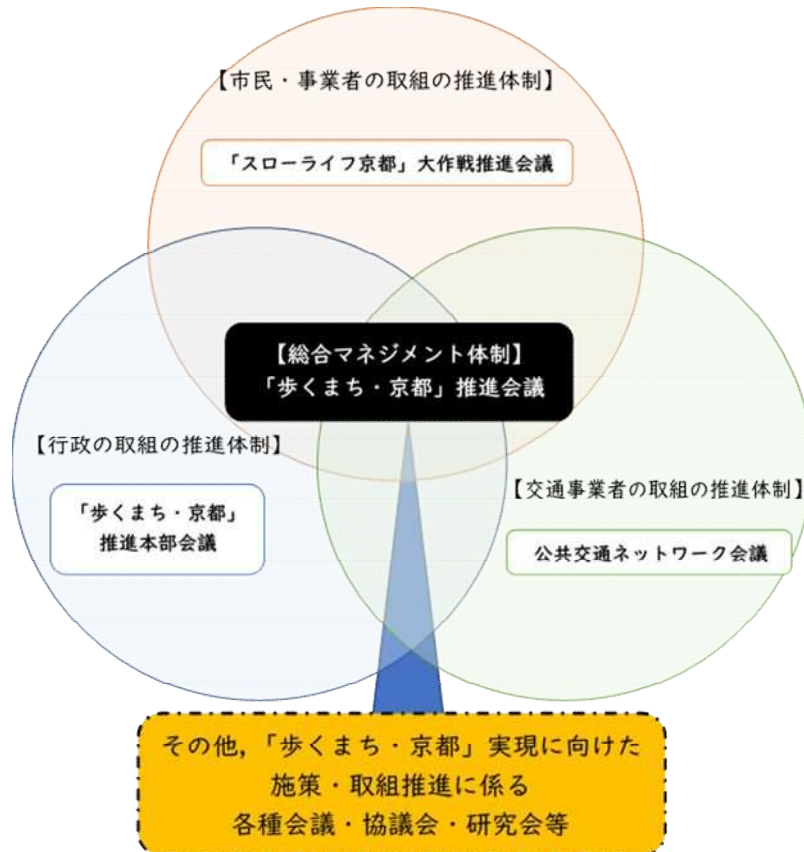 【市民・事業者の取組の推進体制】
「スローライフ京都」大作戦推進会議
【総合マネジメント体制】
「歩くまち・京都」推進会議
【行政の取組の推進体制】
「歩くまち・京都」
推進本部会議
【交通事業者の取組の推進体制】
公共交通ネットワーク会議
その他,「歩くまち・京都」実現に向けた
施策・取組推進に係る
各種会議・協議会・研究会等